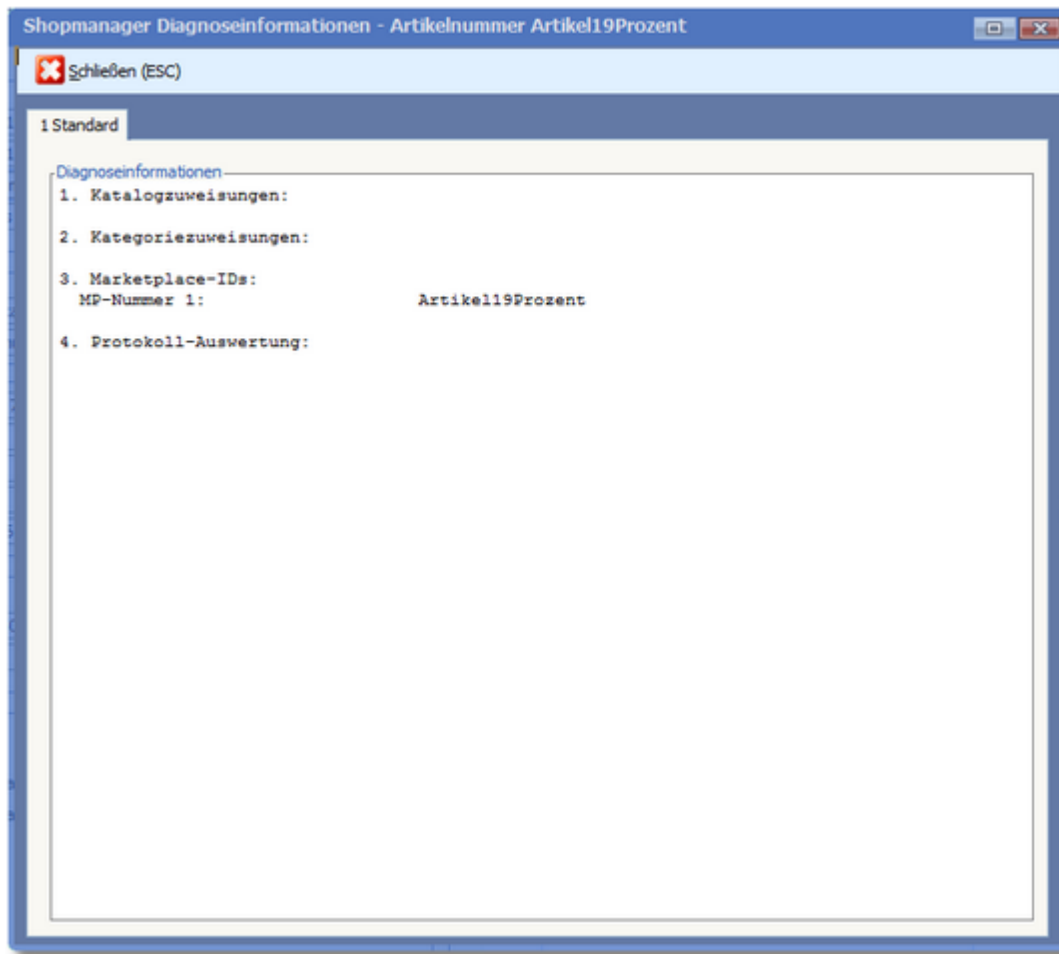 Shopmanager Diagnoseinformationen - Artikelnummer Artikel19Prozent
Schließen (ESC)
1 Standard
Diagnoseinformationen
1. Katalogzuweisungen:
2. Kategoriezuweisungen:
3. Marketplace-IDs:
MP-Nummer 1: Artikel19Prozent
4. Protokoll-Auswertung: